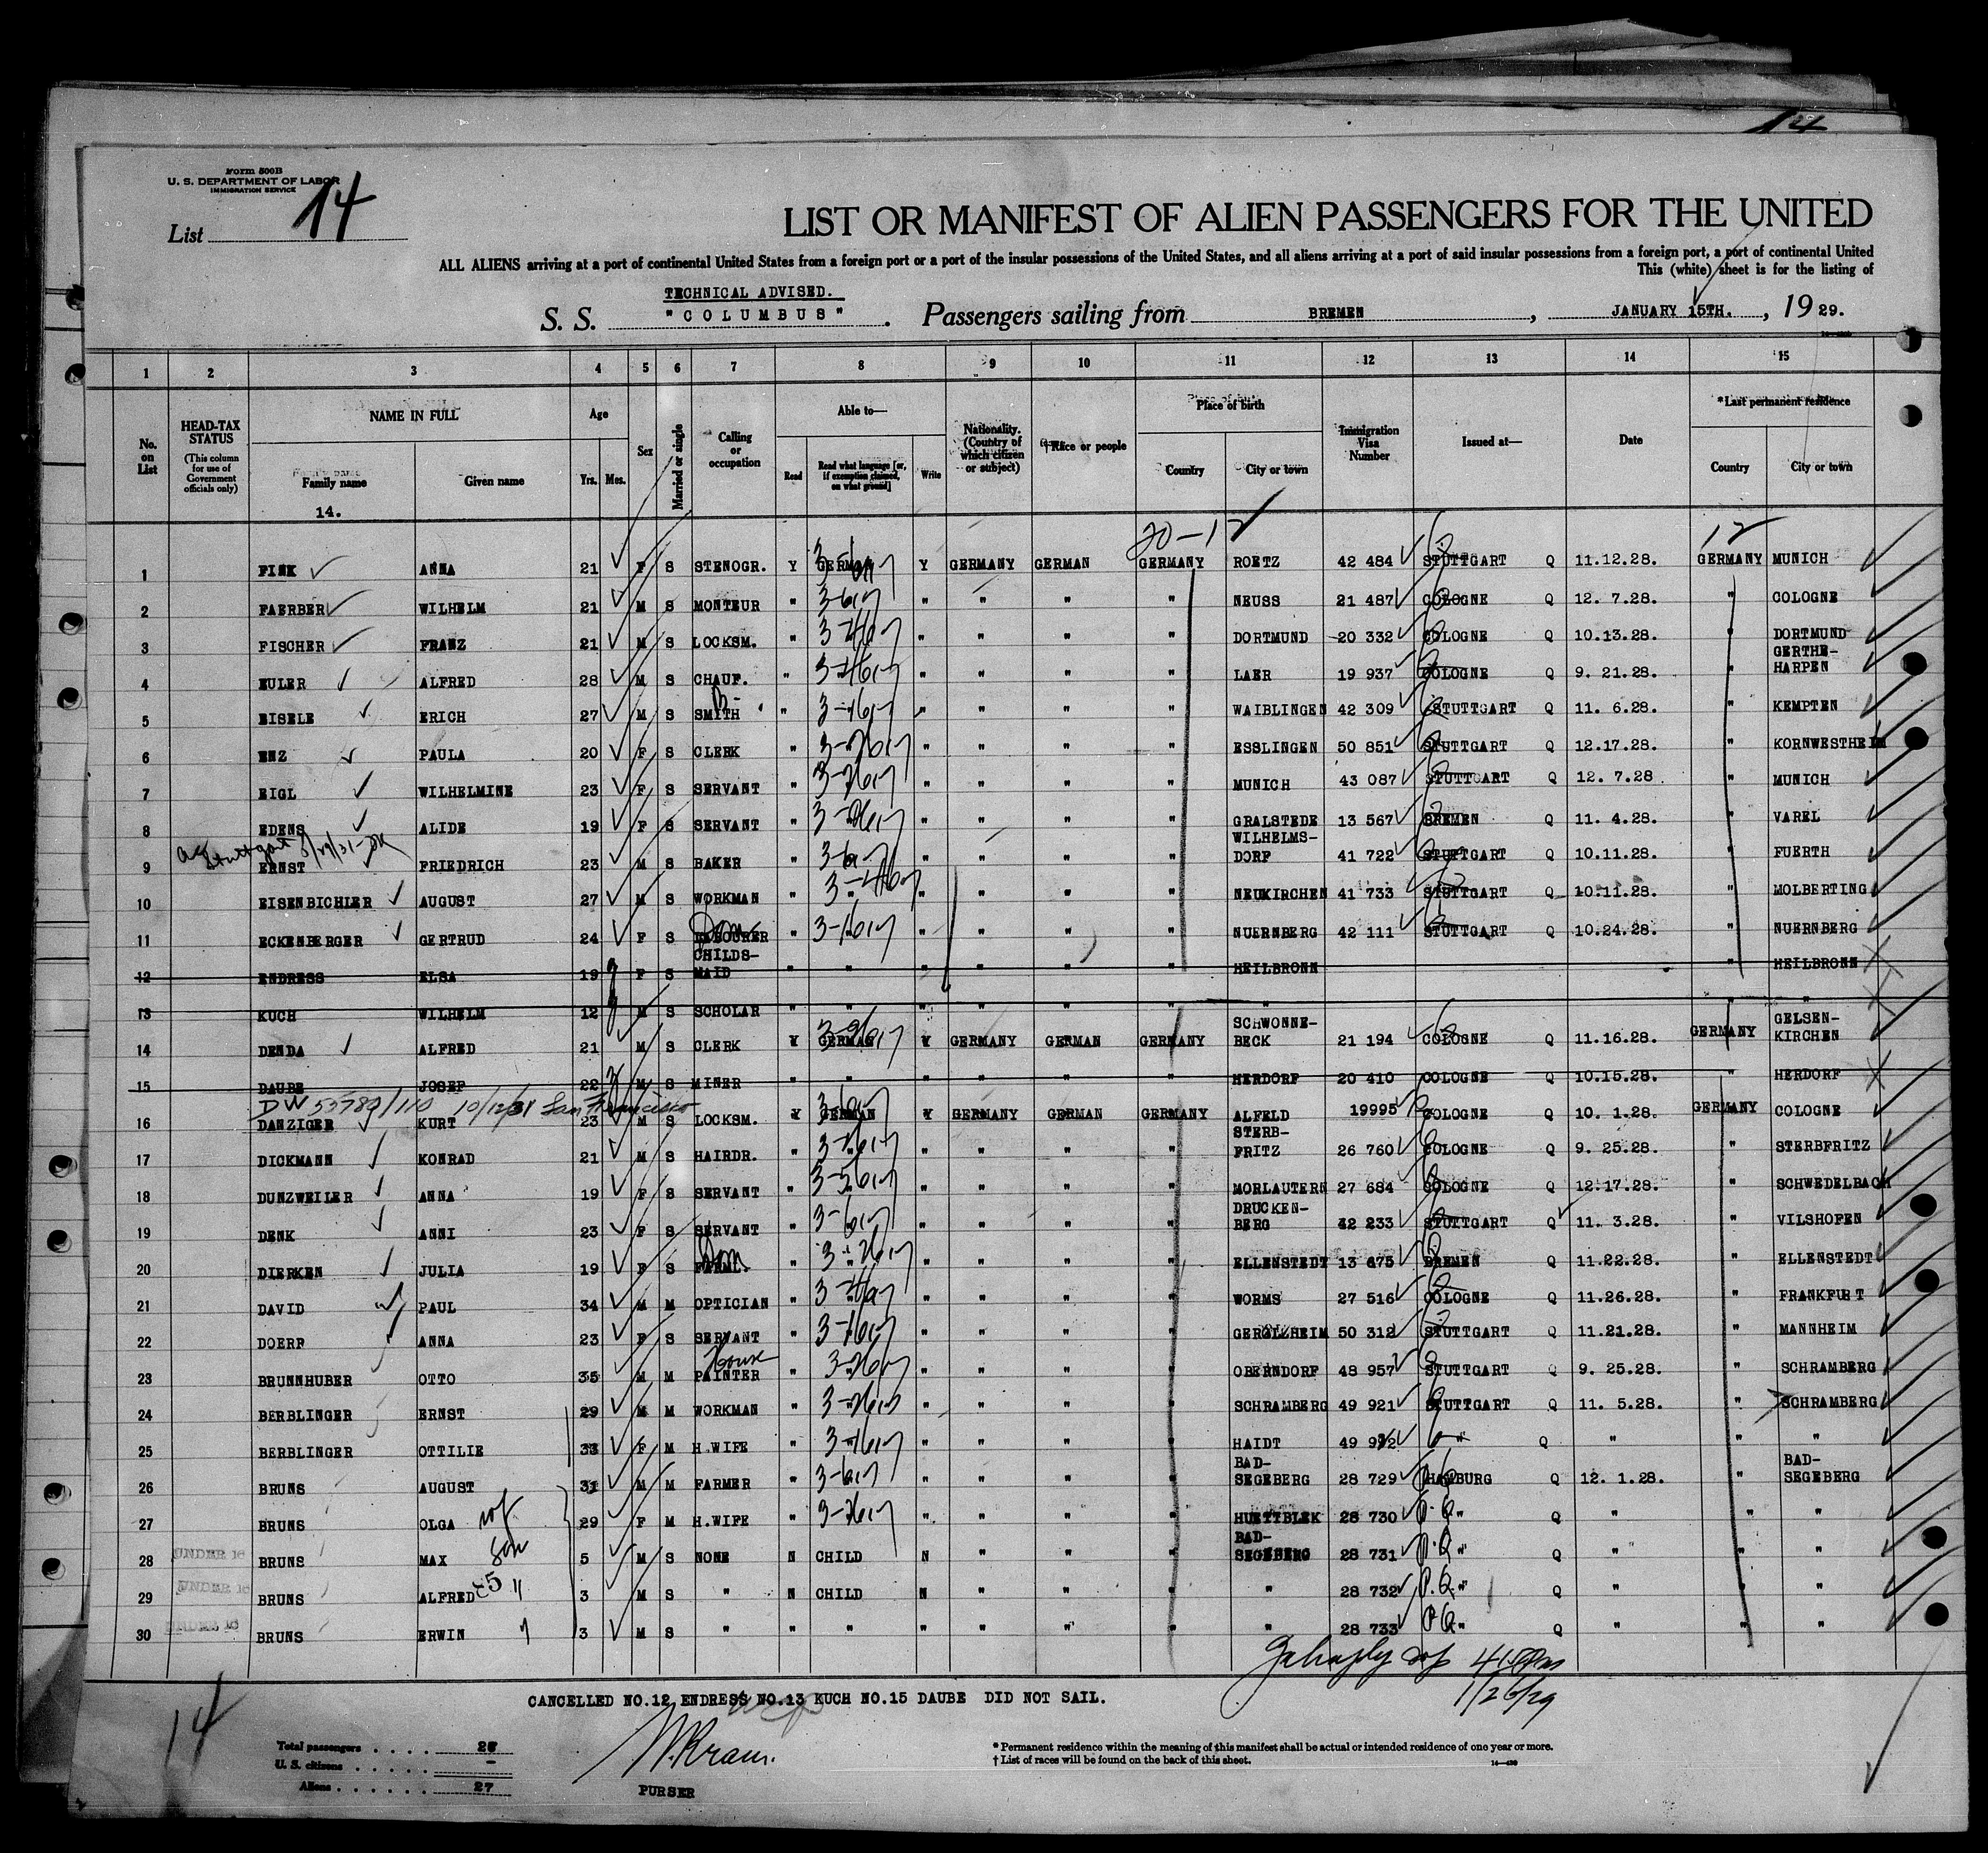 14
Form 500B
U. S. DEPARTMENT OF LABOR
IMMIGRATION SERVICE
List 14
LIST OR MANIFEST OF ALIEN PASSENGERS FOR THE UNITED
ALL ALIENS arriving at a port of continental United States from a foreign port or a port of the insular possessions of the United States, and all aliens arriving at a port of said insular possessions from a foreign port, a port of continental United
This (white) sheet is for the listing of
TECHNICAL ADVISED.
S. S. "COLUMBUS". Passengers sailing from BREMEN, JANUARY 15TH., 1929.
1 2 3 4 5 6 7 8 9 10 11 12 13 14 15
No. on List
HEAD-TAX STATUS (This column for use of Government officials only)
NAME IN FULL
Family name
Given name
Age
Yrs. Mos.
Sex
Married or single
Calling or occupation
Able to—
Read
Read what language [or, if exemption claimed, on what ground]
Write
Nationality. (Country of which citizen or subject)
Race or people
Place of birth
Country
City or town
Immigration Visa Number
Issued at—
Date
*Last permanent residence
Country
City or town
14.
20-12 12
1 FINK ANNA 21 F S STENOGR. Y GERMAN Y GERMANY GERMAN GERMANY ROETZ 42 484 STUTTGART Q 11.12.28. GERMANY MUNICH
2 FAERBER WILHELM 21 M S MONTEUR " " " " " NEUSS 21 487 COLOGNE Q 12. 7.28. " COLOGNE
3 FISCHER FRANZ 21 M S LOCKSM. " " " " " DORTMUND 20 332 COLOGNE Q 10.13.28. " DORTMUND
4 EULER ALFRED 28 M S CHAUF. " " " " " LAER 19 937 COLOGNE Q 9. 21.28. " GERTHE-HARPEN
5 EISELE ERICH 27 M S SMITH " " " " " WAIBLINGEN 42 309 STUTTGART Q 11. 6.28. " KEMPTEN
6 ENZ PAULA 20 F S CLERK " " " " " ESSLINGEN 50 851 STUTTGART Q 12.17.28. " KORNWESTHEIM
7 EIGL WILHELMINE 23 F S SERVANT " " " " " MUNICH 43 087 STUTTGART Q 12. 7.28 " MUNICH
8 EDENS ALIDE 19 F S SERVANT " " " " " GRALSTEDE 13 567 BREMEN Q 11. 4.28. " VAREL
Stuttgart
9 ERNST FRIEDRICH 23 M S BAKER " " " " " WILHELMS-DORF 41 722 STUTTGART Q 10.11.28. " FUERTH
10 EISENBICHLER AUGUST 27 M S WORKMAN " " " " " NEUKIRCHEN 41 733 STUTTGART Q 10.11.28. " MOLBERTING
11 ECKENBERGER GERTRUD 24 F S LABOURER " " " " " NUERNBERG 42 111 STUTTGART Q 10.24.28. " NUERNBERG
12 ENDRESS ELSA 19 F S CHILDS-MAID " " " " " " HEILBRONN " HEILBRONN
13 KUCH WILHELM 12 M S SCHOLAR " " " " " " " " "
14 DENDA ALFRED 21 M S CLERK Y GERMAN Y GERMANY GERMAN GERMANY SCHWONNE-BECK 21 194 COLOGNE Q 11.16.28. GERMANY GELSEN-KIRCHEN
15 DAUBE JOSEF 22 M S MINER " " " " " " HERDORF 20 410 COLOGNE Q 10.15.28. " HERDORF
DW 55789/110 10/12/31 San Francisco
16 DANZIGER KURT 23 M S LOCKSM. Y GERMAN Y GERMANY GERMAN GERMANY ALFELD 19995 COLOGNE Q 10. 1.28. GERMANY COLOGNE
17 DICKMANN KONRAD 21 M S HAIRDR. " " " " " STERB-FRITZ 26 760 COLOGNE Q 9. 25.28. " STERBFRITZ
18 DUNZWEILER ANNA 19 F S SERVANT " " " " " MORLAUTERN 27 684 COLOGNE Q 12.17.28. " SCHWEDELBACH
19 DENK ANNI 23 F S SERVANT " " " " " DRUCKEN-BERG 42 233 STUTTGART Q 11. 3.28. " VILSHOFEN
20 DIERKEN JULIA 19 F S " " " " " ELLENSTEDT 13 675 BREMEN Q 11.22.28. " ELLENSTEDT
21 DAVID PAUL 34 M M OPTICIAN " " " " " WORMS 27 516 COLOGNE Q 11.26.28. " FRANKFURT
22 DOERF ANNA 23 F S SERVANT " " " " " GEROLZHEIM 50 312 STUTTGART Q 11.21.28. " MANNHEIM
House
23 BRUNNHUBER OTTO 35 M M PAINTER " " " " " OBERNDORF 48 957 STUTTGART Q 9. 25.28. " SCHRAMBERG
24 BERBLINGER ERNST 29 M M WORKMAN " " " " " SCHRAMBERG 49 921 STUTTGART Q 11. 5.28. " SCHRAMBERG
25 BERBLINGER OTTILIE 33 F M H.WIFE " " " " " HAIDT 49 922 " Q " " "
26 BRUNS AUGUST 31 M M FARMER " " " " " BAD-SEGEBERG 28 729 HAMBURG Q 12. 1.28. " BAD-SEGEBERG
27 BRUNS OLGA wf 29 F M H.WIFE " " " " " HUETTBLEK 28 730 P.Q. " Q " " "
28 UNDER 16 BRUNS MAX son 5 M S NONE N CHILD N " " " BAD-SEGEBERG 28 731 P.Q. " Q " " "
29 UNDER 16 BRUNS ALFRED " 3 M S " N CHILD N " " " " 28 732 P.Q. " Q " " "
30 UNDER 16 BRUNS ERWIN " 3 M S " " " " " " " " 28 733 P.Q. " Q " " "
1/26/29
CANCELLED NO.12 ENDRESS NO.13 KUCH NO.15 DAUBE DID NOT SAIL.
14
Total passengers
U. S. citizens . . . . . –
Aliens . . . . . . 27
PURSER
* Permanent residence within the meaning of this manifest shall be actual or intended residence of one year or more.
† List of races will be found on the back of this sheet.